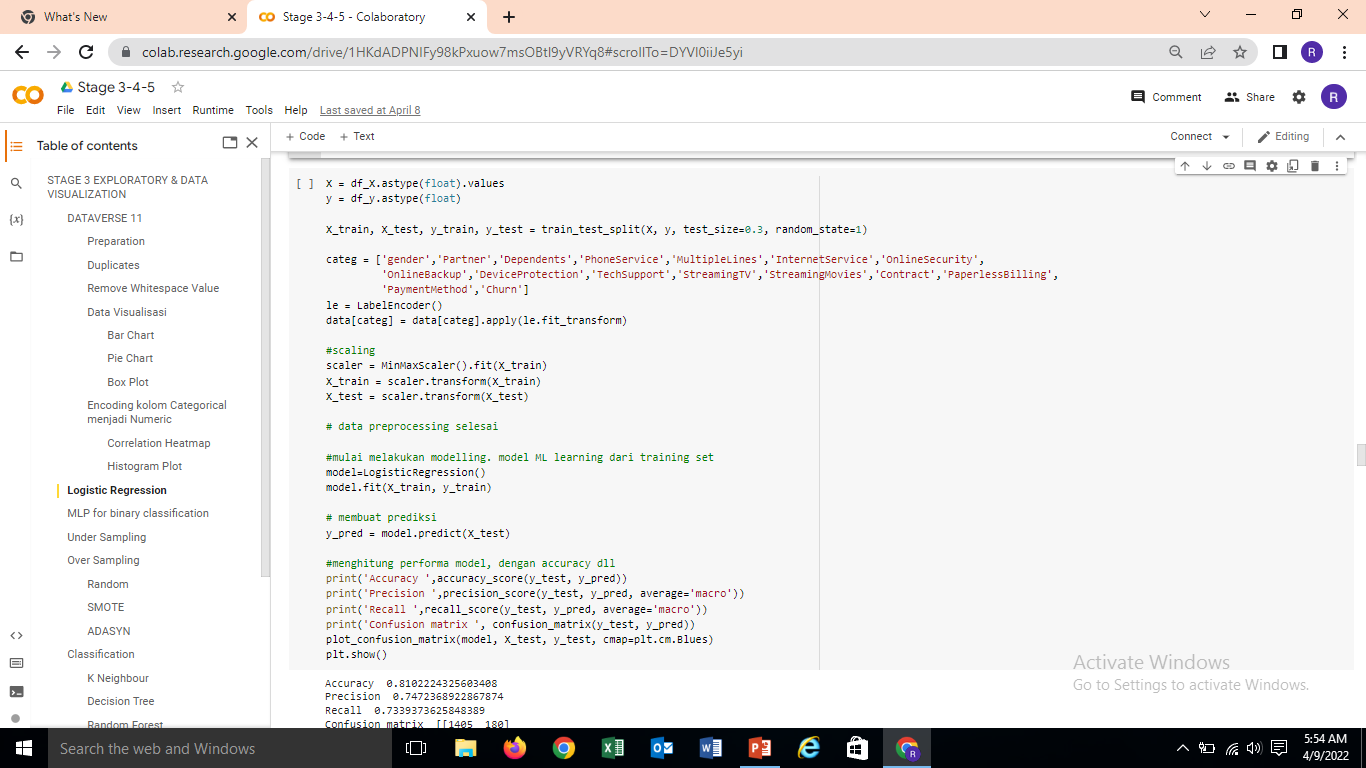 What's New
Stage 3-4-5 - Colaboratory
colab.research.google.com/drive/1HKdADPNIFy98kPxuow7msOBtI9yVRYq8#scrollTo=DYVI0iiJe5yi
R
Stage 3-4-5
File Edit View Insert Runtime Tools Help Last saved at April 8
Comment Share R
+ Code + Text
Connect Editing
Table of contents
STAGE 3 EXPLORATORY & DATA
VISUALIZATION
DATAVERSE 11
Preparation
Duplicates
Remove Whitespace Value
Data Visualisasi
Bar Chart
Pie Chart
Box Plot
Encoding kolom Categorical
menjadi Numeric
Correlation Heatmap
Histogram Plot
Logistic Regression
MLP for binary classification
Under Sampling
Over Sampling
Random
SMOTE
ADASYN
Classification
K Neighbour
Decision Tree
Random Forest
[ ] X = df_X.astype(float).values
y = df_y.astype(float)
X_train, X_test, y_train, y_test = train_test_split(X, y, test_size=0.3, random_state=1)
categ = ['gender','Partner','Dependents','PhoneService','MultipleLines','InternetService','OnlineSecurity',
'OnlineBackup','DeviceProtection','TechSupport','StreamingTV','StreamingMovies','Contract','PaperlessBilling',
'PaymentMethod','Churn']
le = LabelEncoder()
data[categ] = data[categ].apply(le.fit_transform)
#scaling
scaler = MinMaxScaler().fit(X_train)
X_train = scaler.transform(X_train)
X_test = scaler.transform(X_test)
# data preprocessing selesai
#mulai melakukan modelling. model ML learning dari training set
model=LogisticRegression()
model.fit(X_train, y_train)
# membuat prediksi
y_pred = model.predict(X_test)
#menghitung performa model, dengan accuracy dll
print('Accuracy ',accuracy_score(y_test, y_pred))
print('Precision ',precision_score(y_test, y_pred, average='macro'))
print('Recall ',recall_score(y_test, y_pred, average='macro'))
print('Confusion matrix ', confusion_matrix(y_test, y_pred))
plot_confusion_matrix(model, X_test, y_test, cmap=plt.cm.Blues)
plt.show()
Accuracy 0.8102224325603408
Precision 0.7472368922867874
Recall 0.7339373625848389
Confusion matrix [[1405 180]
Activate Windows
Go to Settings to activate Windows.
Search the web and Windows
5:54 AM
4/9/2022